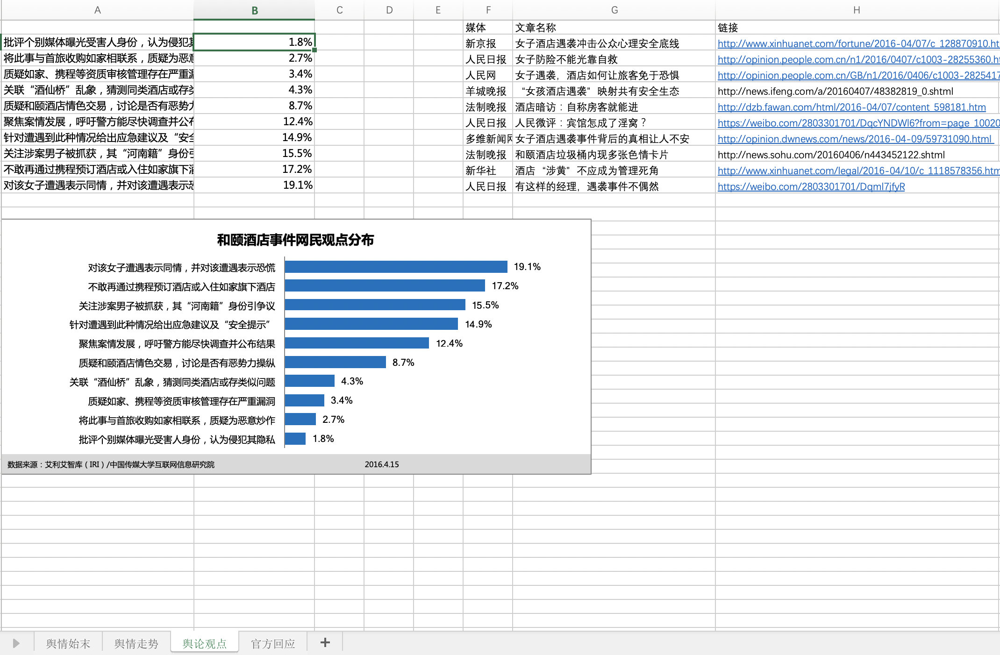 A B C D E F G H
媒体 文章名称 链接
批评个别媒体曝光受害人身份，认为侵犯其 1.8% 新京报 女子酒店遇袭冲击公众心理安全底线 http://www.xinhuanet.com/fortune/2016-04/07/c_128870910.ht
将此事与首旅收购如家相联系，质疑为恶意 2.7% 人民日报 女子防险不能光靠自救 http://opinion.people.com.cn/n1/2016/0407/c1003-28255360.h
质疑如家、携程等资质审核管理存在严重漏 3.4% 人民网 女子遇袭，酒店如何让旅客免于恐惧 http://opinion.people.com.cn/GB/n1/2016/0406/c1003-2825417
关联“酒仙桥”乱象，猜测同类酒店或存类 4.3% 羊城晚报 “女孩酒店遇袭”映射共有安全生态 http://news.ifeng.com/a/20160407/48382819_0.shtml
质疑和颐酒店情色交易，讨论是否有恶势力 8.7% 法制晚报 酒店暗访：自称房客就能进 http://dzb.fawan.com/html/2016-04/07/content_598181.htm
聚焦案情发展，呼吁警方能尽快调查并公布 12.4% 人民日报 人民微评：宾馆怎成了淫窝？ https://weibo.com/2803301701/DqcYNDWl6?from=page_10020
针对遭遇到此种情况给出应急建议及“安全 14.9% 多维新闻网 女子酒店遇袭事件背后的真相让人不安 http://opinion.dwnews.com/news/2016-04-09/59731090.html
关注涉案男子被抓获，其“河南籍”身份引 15.5% 法制晚报 和颐酒店垃圾桶内现多张色情卡片 http://news.sohu.com/20160406/n443452122.shtml
不敢再通过携程预订酒店或入住如家旗下酒 17.2% 新华社 酒店“涉黄”不应成为管理死角 http://www.xinhuanet.com/legal/2016-04/10/c_1118578356.htm
对该女子遭遇表示同情，并对该遭遇表示恐 19.1% 人民日报 有这样的经理，遇袭事件不偶然 https://weibo.com/2803301701/Dqml7jfyR
和颐酒店事件网民观点分布
对该女子遭遇表示同情，并对该遭遇表示恐慌 19.1%
不敢再通过携程预订酒店或入住如家旗下酒店 17.2%
关注涉案男子被抓获，其“河南籍”身份引争议 15.5%
针对遭遇到此种情况给出应急建议及“安全提示” 14.9%
聚焦案情发展，呼吁警方能尽快调查并公布结果 12.4%
质疑和颐酒店情色交易，讨论是否有恶势力操纵 8.7%
关联“酒仙桥”乱象，猜测同类酒店或存类似问题 4.3%
质疑如家、携程等资质审核管理存在严重漏洞 3.4%
将此事与首旅收购如家相联系，质疑为恶意炒作 2.7%
批评个别媒体曝光受害人身份，认为侵犯其隐私 1.8%
数据来源：艾利艾智库（IRI）/中国传媒大学互联网信息研究院 2016.4.15
舆情始末 舆情走势 舆论观点 官方回应 +